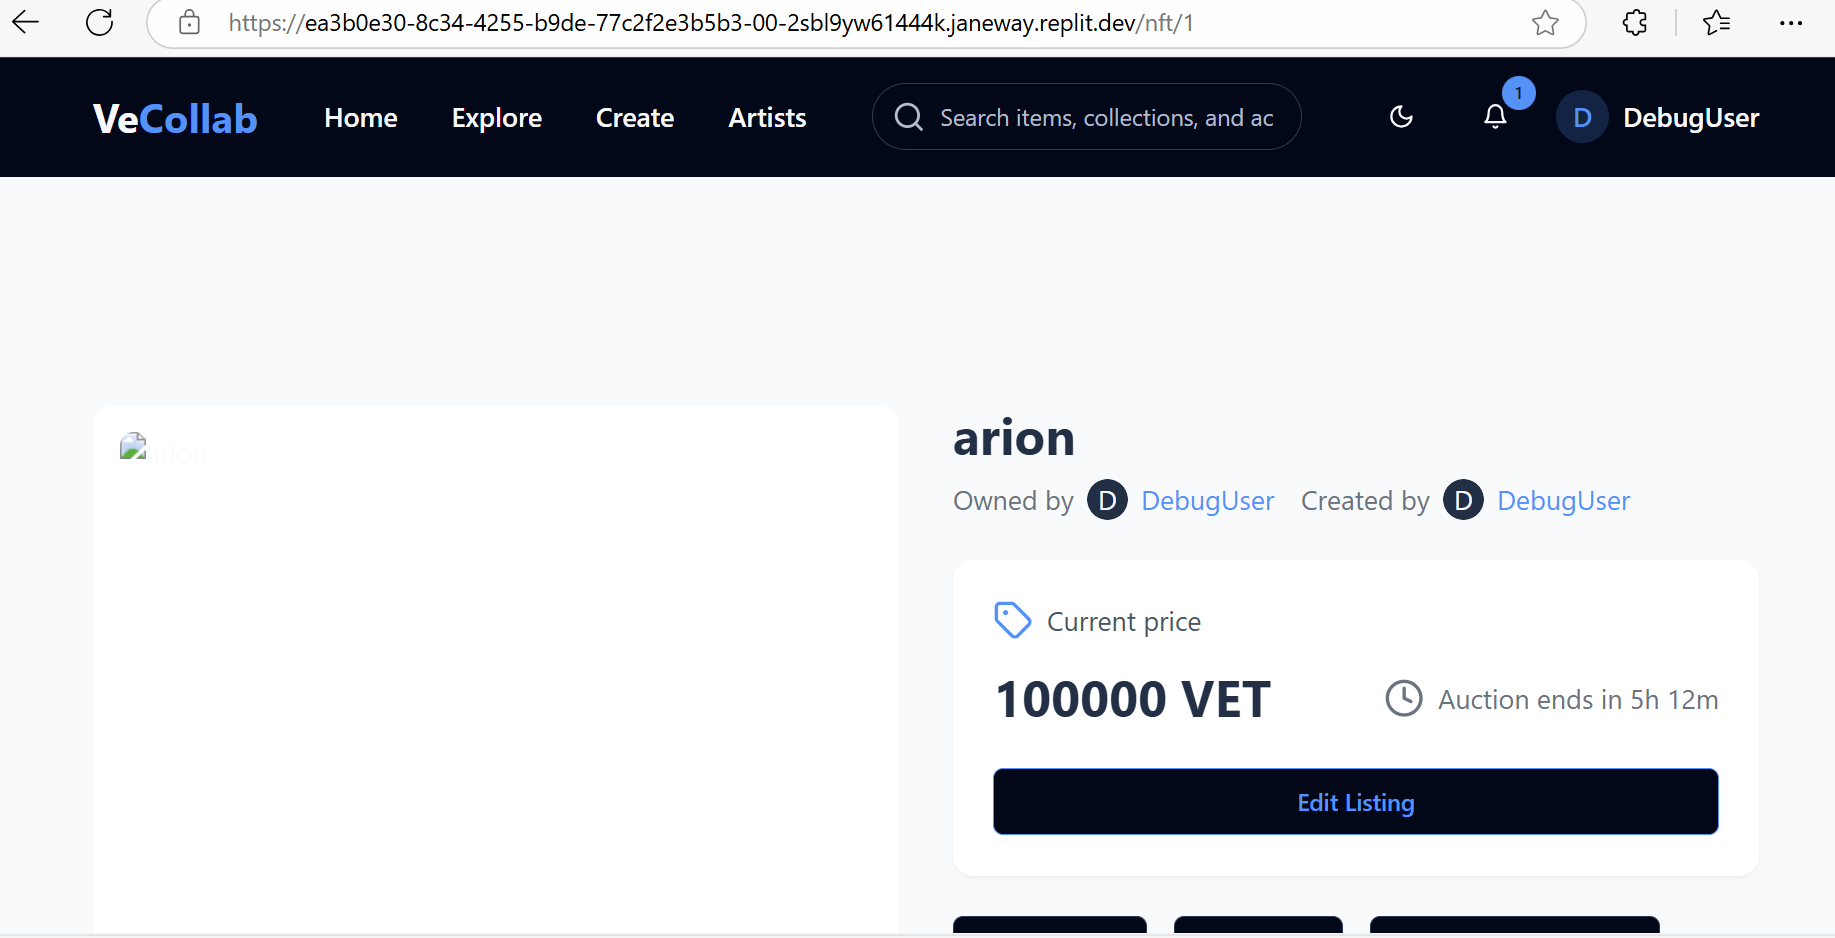 https://ea3b0e30-8c34-4255-b9de-77c2f2e3b5b3-00-2sbl9yw61444k.janeway.replit.dev/nft/1
VeCollab Home Explore Create Artists Search items, collections, and ac 1 D DebugUser
arion
arion
Owned by D DebugUser Created by D DebugUser
Current price
100000 VET Auction ends in 5h 12m
Edit Listing